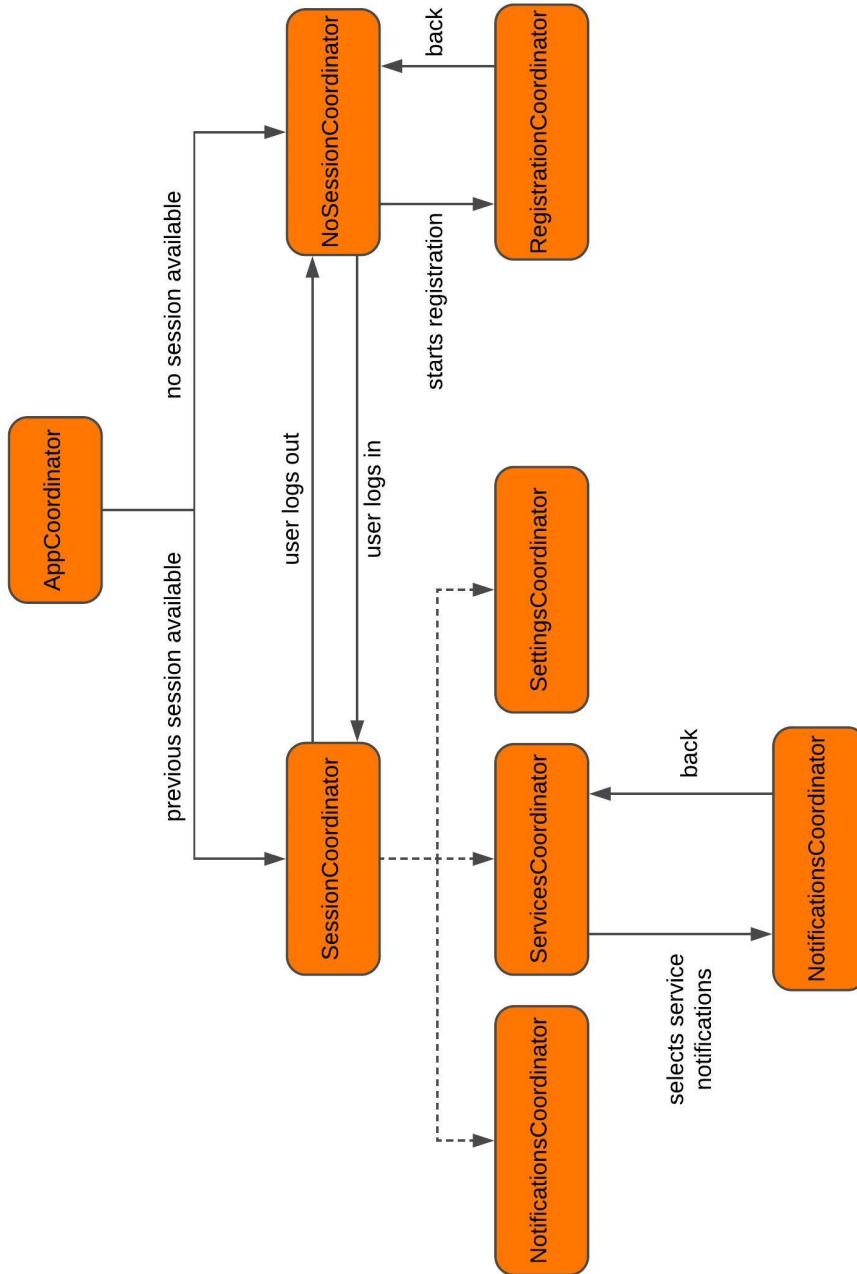 AppCoordinator
previous session available
no session available
SessionCoordinator
user logs out
user logs in
NoSessionCoordinator
starts registration
back
NotificationsCoordinator
ServicesCoordinator
SettingsCoordinator
RegistrationCoordinator
selects service
notifications
back
NotificationsCoordinator